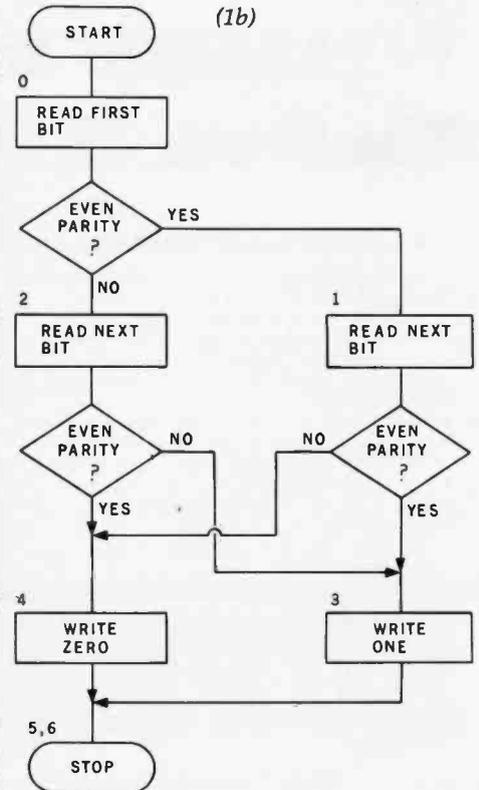 (1b)
START
0
READ FIRST
BIT
EVEN
PARITY
?
YES
NO
2
READ NEXT
BIT
1
READ NEXT
BIT
EVEN
PARITY
?
NO
YES
NO
EVEN
PARITY
?
YES
4
WRITE
ZERO
3
WRITE
ONE
5,6
STOP